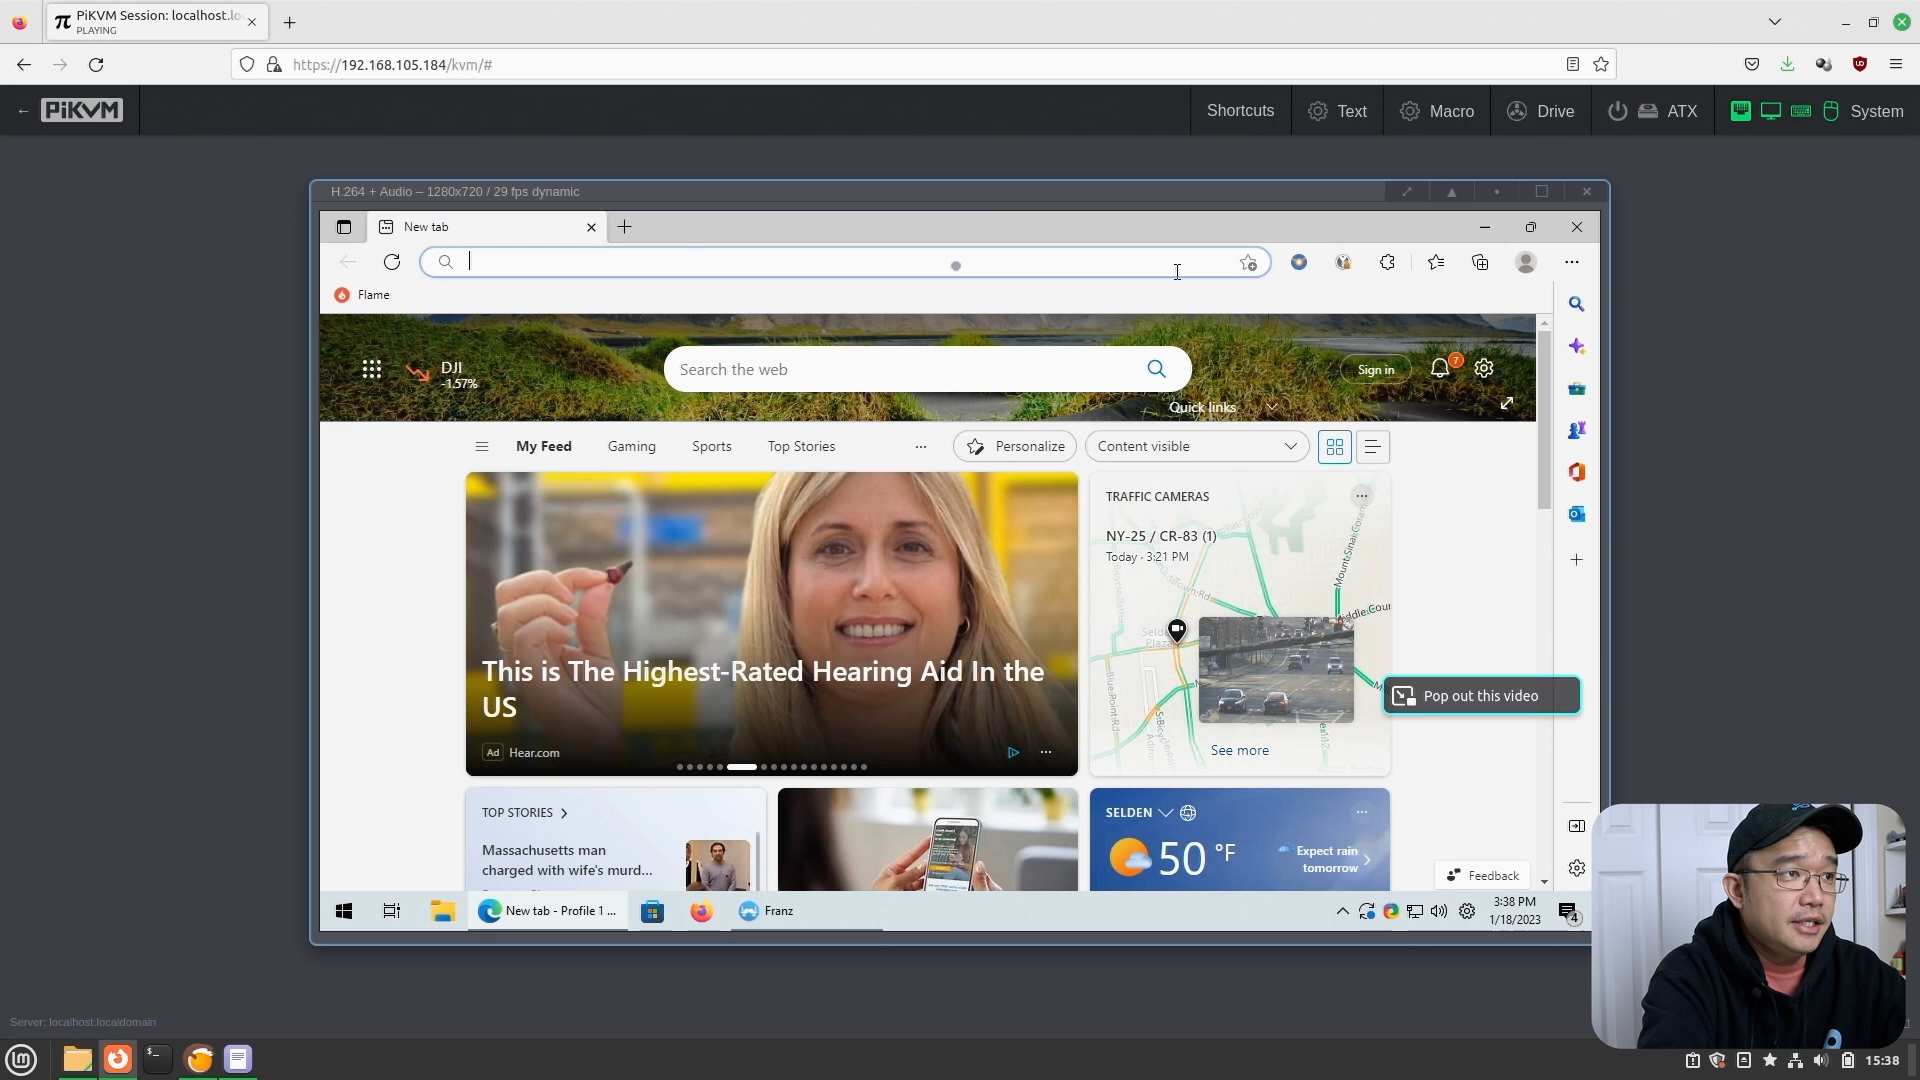 PiKVM Session: localhost.lo
PLAYING
https://192.168.105.184/kvm/#
PiKVM
Shortcuts
Text
Macro
Drive
ATX
System
H.264 + Audio – 1280x720 / 29 fps dynamic
New tab
Flame
DJI
-1.57%
Search the web
Sign in
7
Quick links
My Feed
Gaming
Sports
Top Stories
Personalize
Content visible
This is The Highest-Rated Hearing Aid In the
US
Ad Hear.com
TRAFFIC CAMERAS
NY-25 / CR-83 (1)
Today · 3:21 PM
See more
Pop out this video
TOP STORIES
Massachusetts man
charged with wife's murd...
SELDEN
50 °F
Expect rain
tomorrow
Feedback
New tab - Profile 1 ...
Franz
3:38 PM
1/18/2023
4
Server: localhost.localdomain
15:38